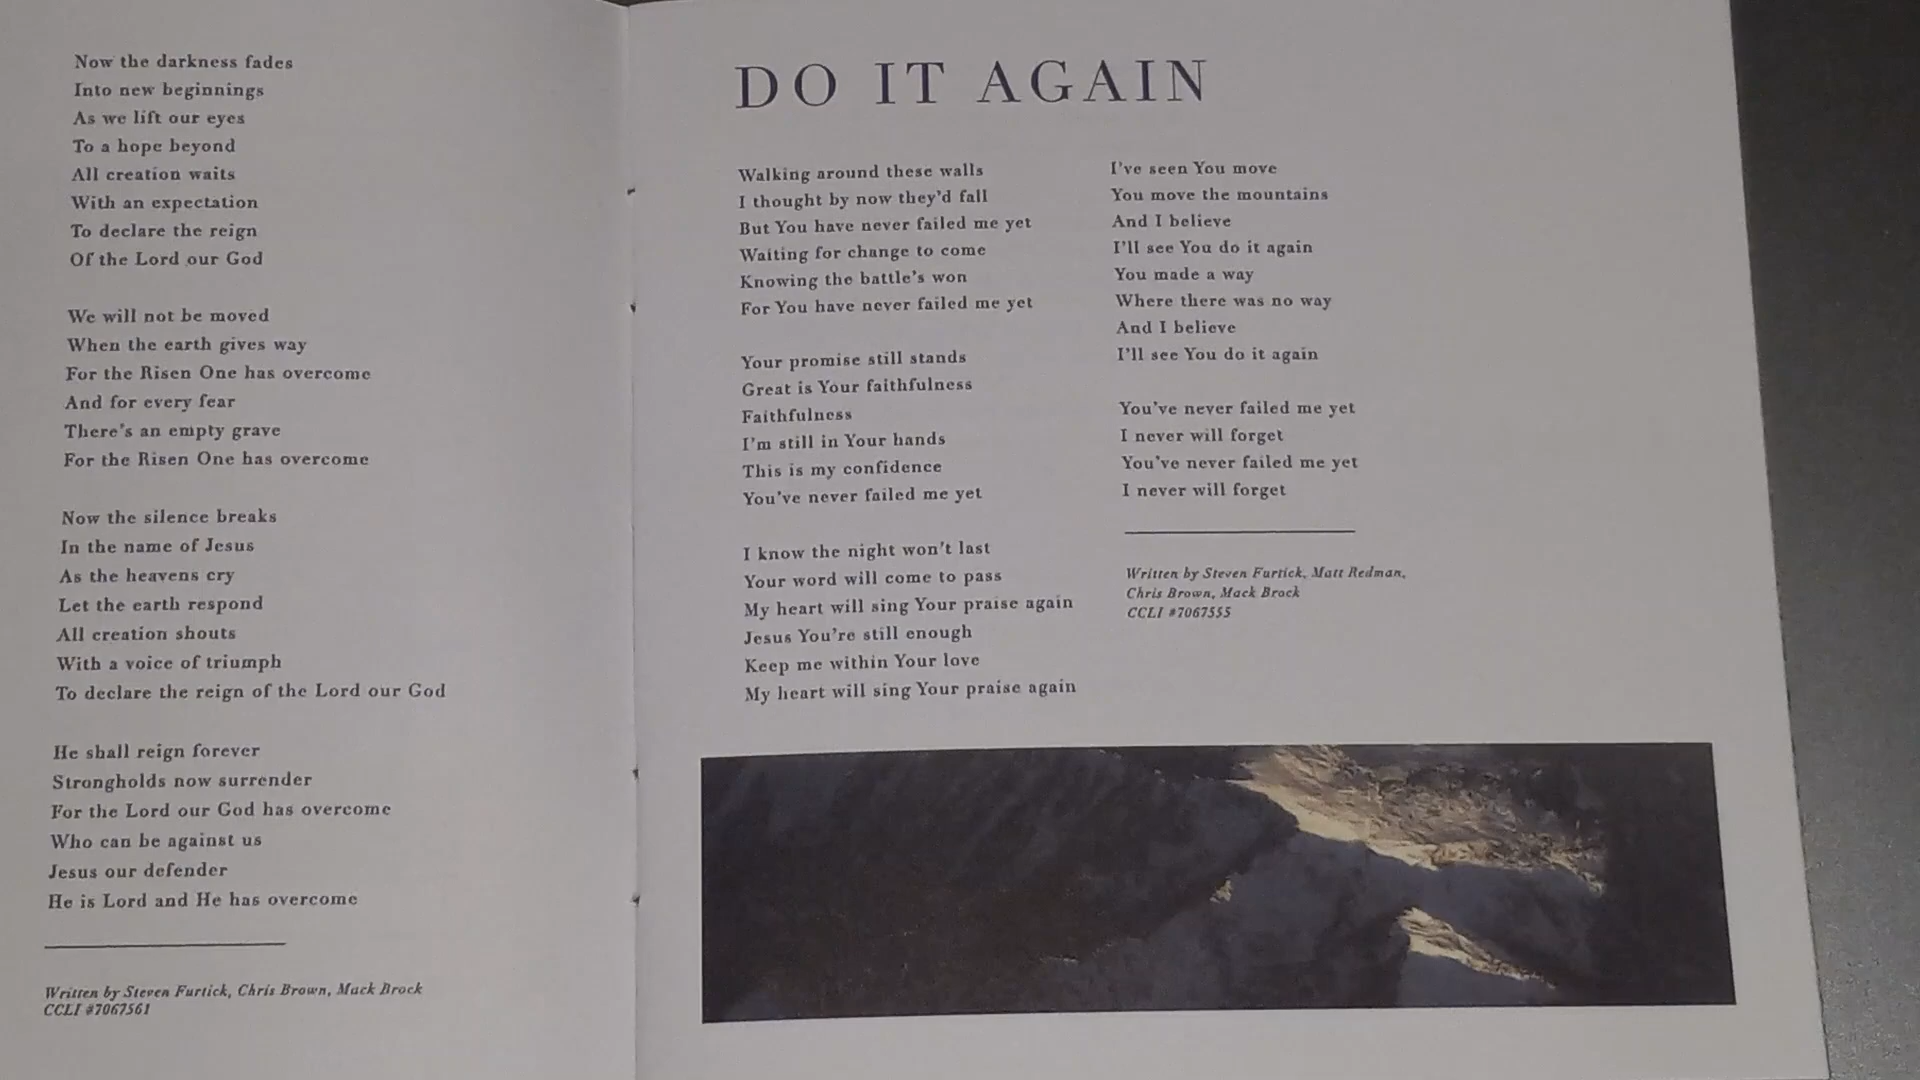 Now the darkness fades
Into new beginnings
As we lift our eyes
To a hope beyond
All creation waits
With an expectation
To declare the reign
Of the Lord our God
We will not be moved
When the earth gives way
For the Risen One has overcome
And for every fear
There's an empty grave
For the Risen One has overcome
Now the silence breaks
In the name of Jesus
As the heavens cry
Let the earth respond
All creation shouts
With a voice of triumph
To declare the reign of the Lord our God
He shall reign forever
Strongholds now surrender
For the Lord our God has overcome
Who can be against us
Jesus our defender
He is Lord and He has overcome
Written by Steven Furtick, Chris Brown, Mack Brock
CCLI #7067561
DO IT AGAIN
Walking around these walls
I thought by now they'd fall
But You have never failed me yet
Waiting for change to come
Knowing the battle's won
For You have never failed me yet
Your promise still stands
Great is Your faithfulness
Faithfulness
I'm still in Your hands
This is my confidence
You've never failed me yet
I know the night won't last
Your word will come to pass
My heart will sing Your praise again
Jesus You're still enough
Keep me within Your love
My heart will sing Your praise again
I've seen You move
You move the mountains
And I believe
I'll see You do it again
You made a way
Where there was no way
And I believe
I'll see You do it again
You've never failed me yet
I never will forget
You've never failed me yet
I never will forget
Written by Steven Furtick, Matt Redman,
Chris Brown, Mack Brock
CCLI #7067555